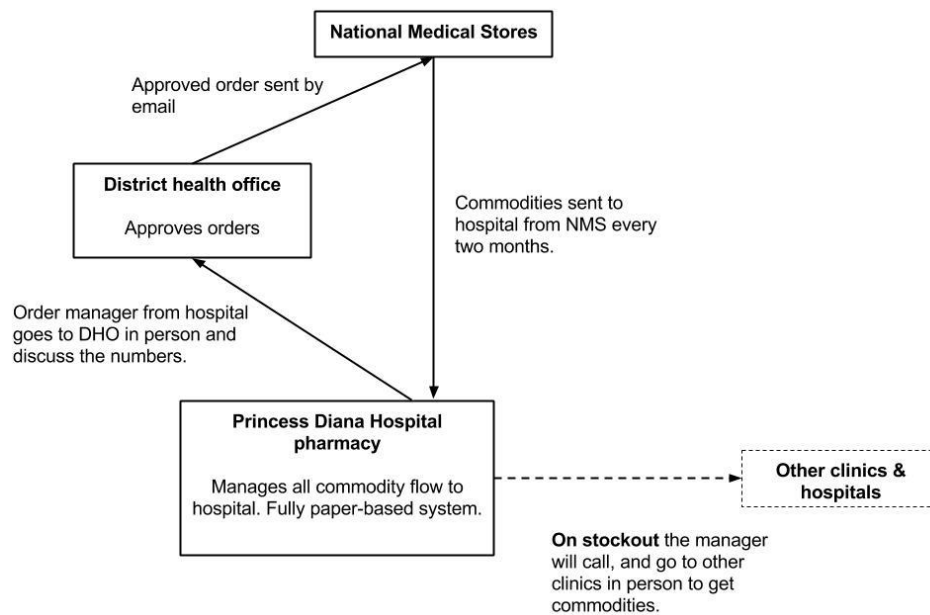 National Medical Stores
Approved order sent by
email
District health office
Approves orders
Commodities sent to
hospital from NMS every
two months.
Order manager from hospital
goes to DHO in person and
discuss the numbers.
Princess Diana Hospital
pharmacy
Manages all commodity flow to
hospital. Fully paper-based system.
Other clinics &
hospitals
On stockout the manager
will call, and go to other
clinics in person to get
commodities.